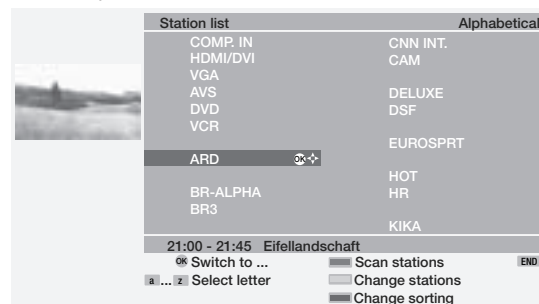 Station list Alphabetical
COMP. IN
HDMI/DVI
VGA
AVS
DVD
VCR
ARD OK
BR-ALPHA
BR3
CNN INT.
CAM
DELUXE
DSF
EUROSPRT
HOT
HR
KIKA
21:00 - 21:45 Eifellandschaft
OK Switch to ... Scan stations END
a ... z Select letter Change stations
Change sorting